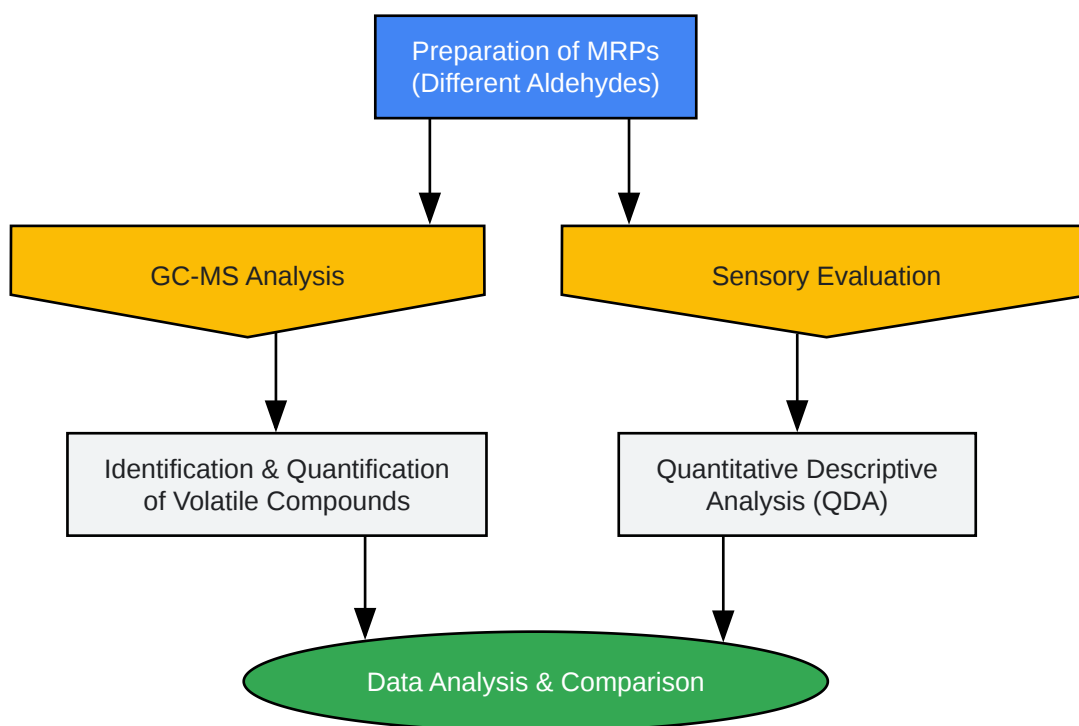 Preparation of MRPs
(Different Aldehydes)
GC-MS Analysis
Sensory Evaluation
Identification & Quantification
of Volatile Compounds
Quantitative Descriptive
Analysis (QDA)
Data Analysis & Comparison